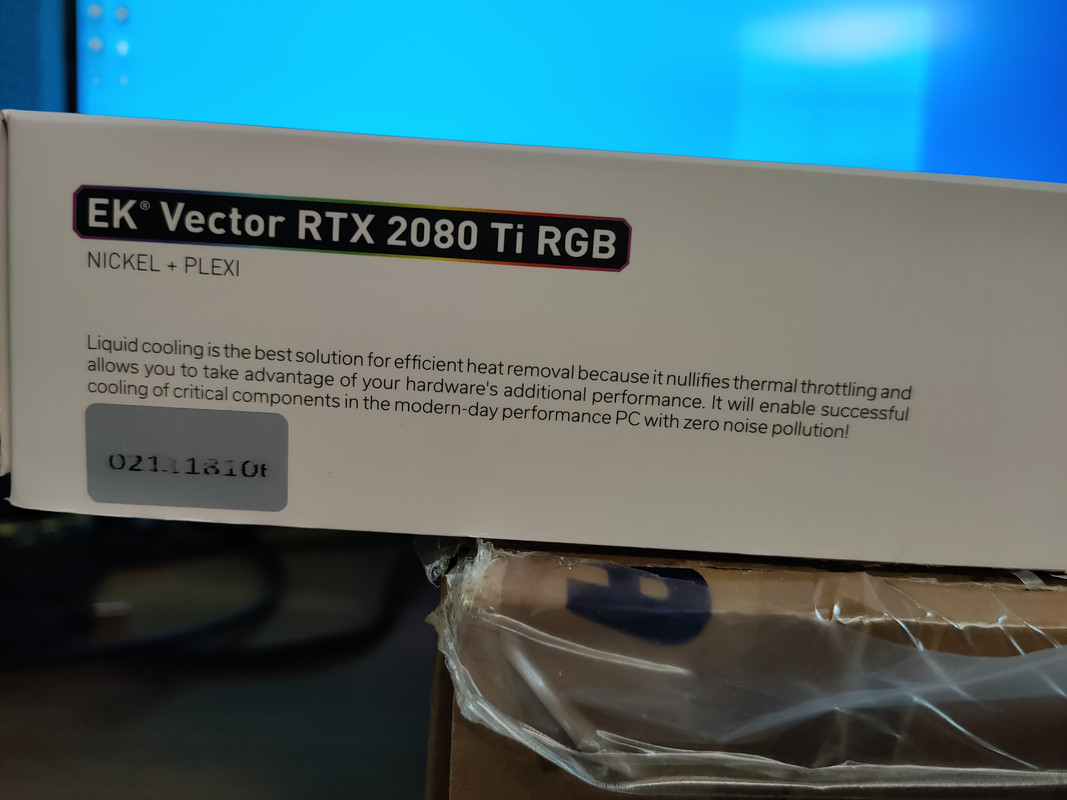 EK® Vector RTX 2080 Ti RGB
NICKEL + PLEXI
Liquid cooling is the best solution for efficient heat removal because it nullifies thermal throttling and
allows you to take advantage of your hardware's additional performance. It will enable successful
cooling of critical components in the modern-day performance PC with zero noise pollution!